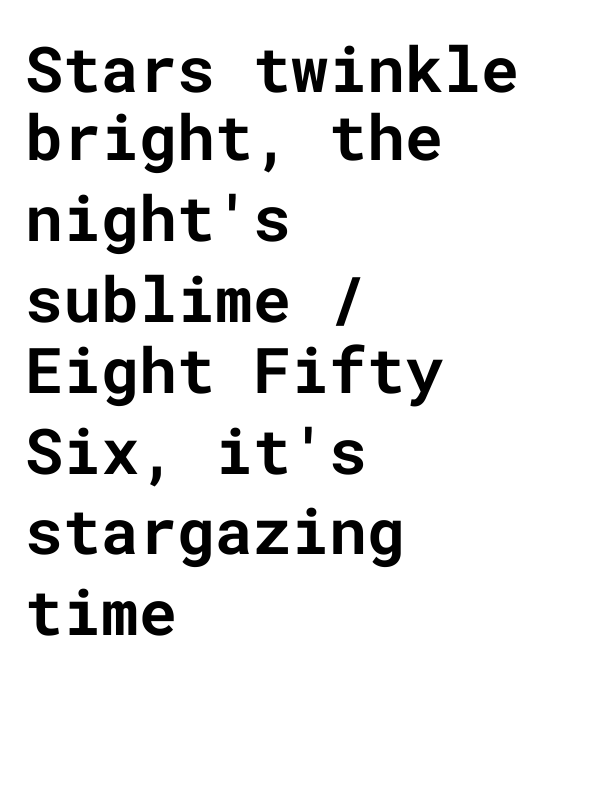 Stars twinkle
bright, the
night's
sublime /
Eight Fifty
Six, it's
stargazing
time